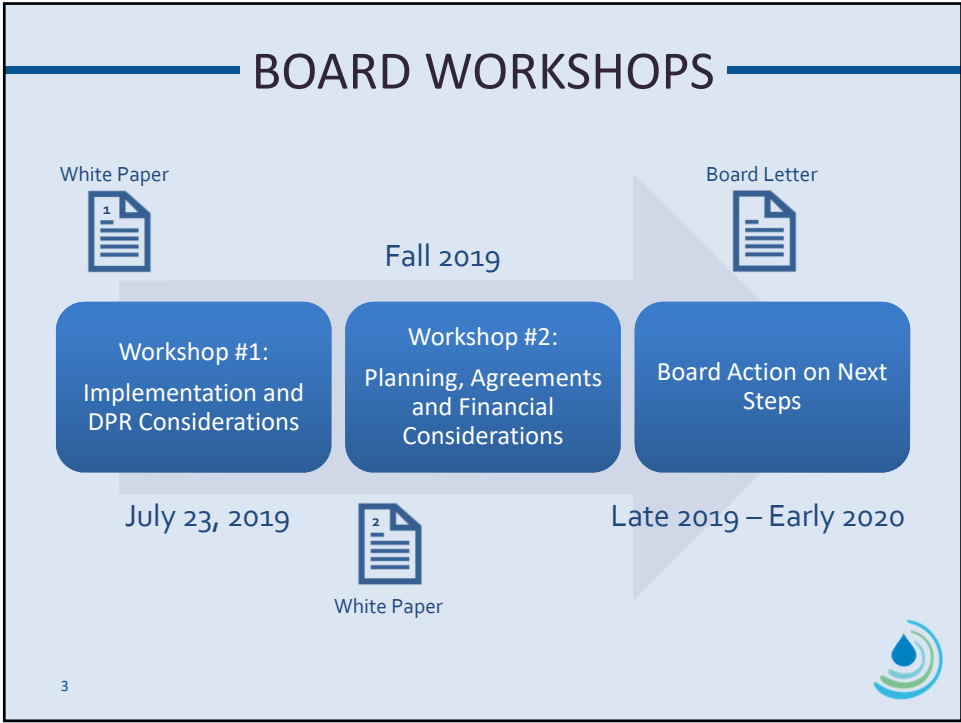 BOARD WORKSHOPS
White Paper
1
Board Letter
Fall 2019
Workshop #1:
Implementation and
DPR Considerations
Workshop #2:
Planning, Agreements
and Financial
Considerations
Board Action on Next
Steps
July 23, 2019
2
White Paper
Late 2019 – Early 2020
3